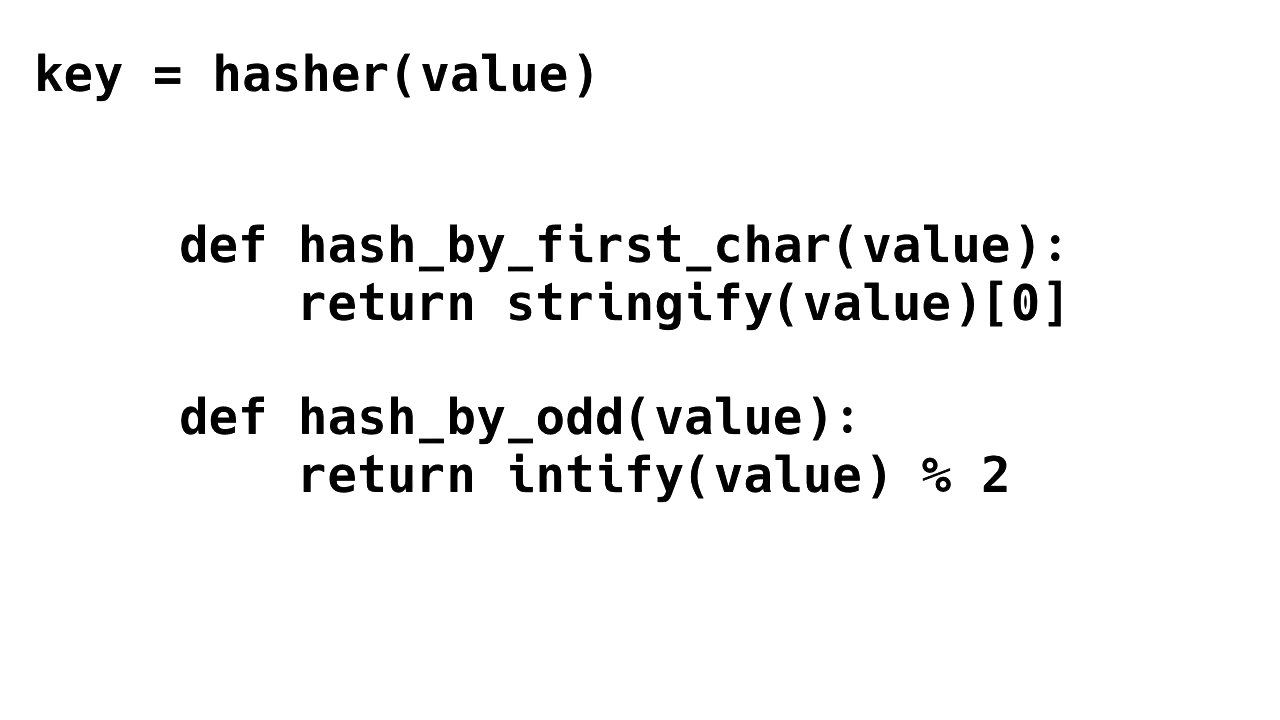 key = hasher(value)
def hash_by_first_char(value):
    return stringify(value)[0]
def hash_by_odd(value):
    return intify(value) % 2